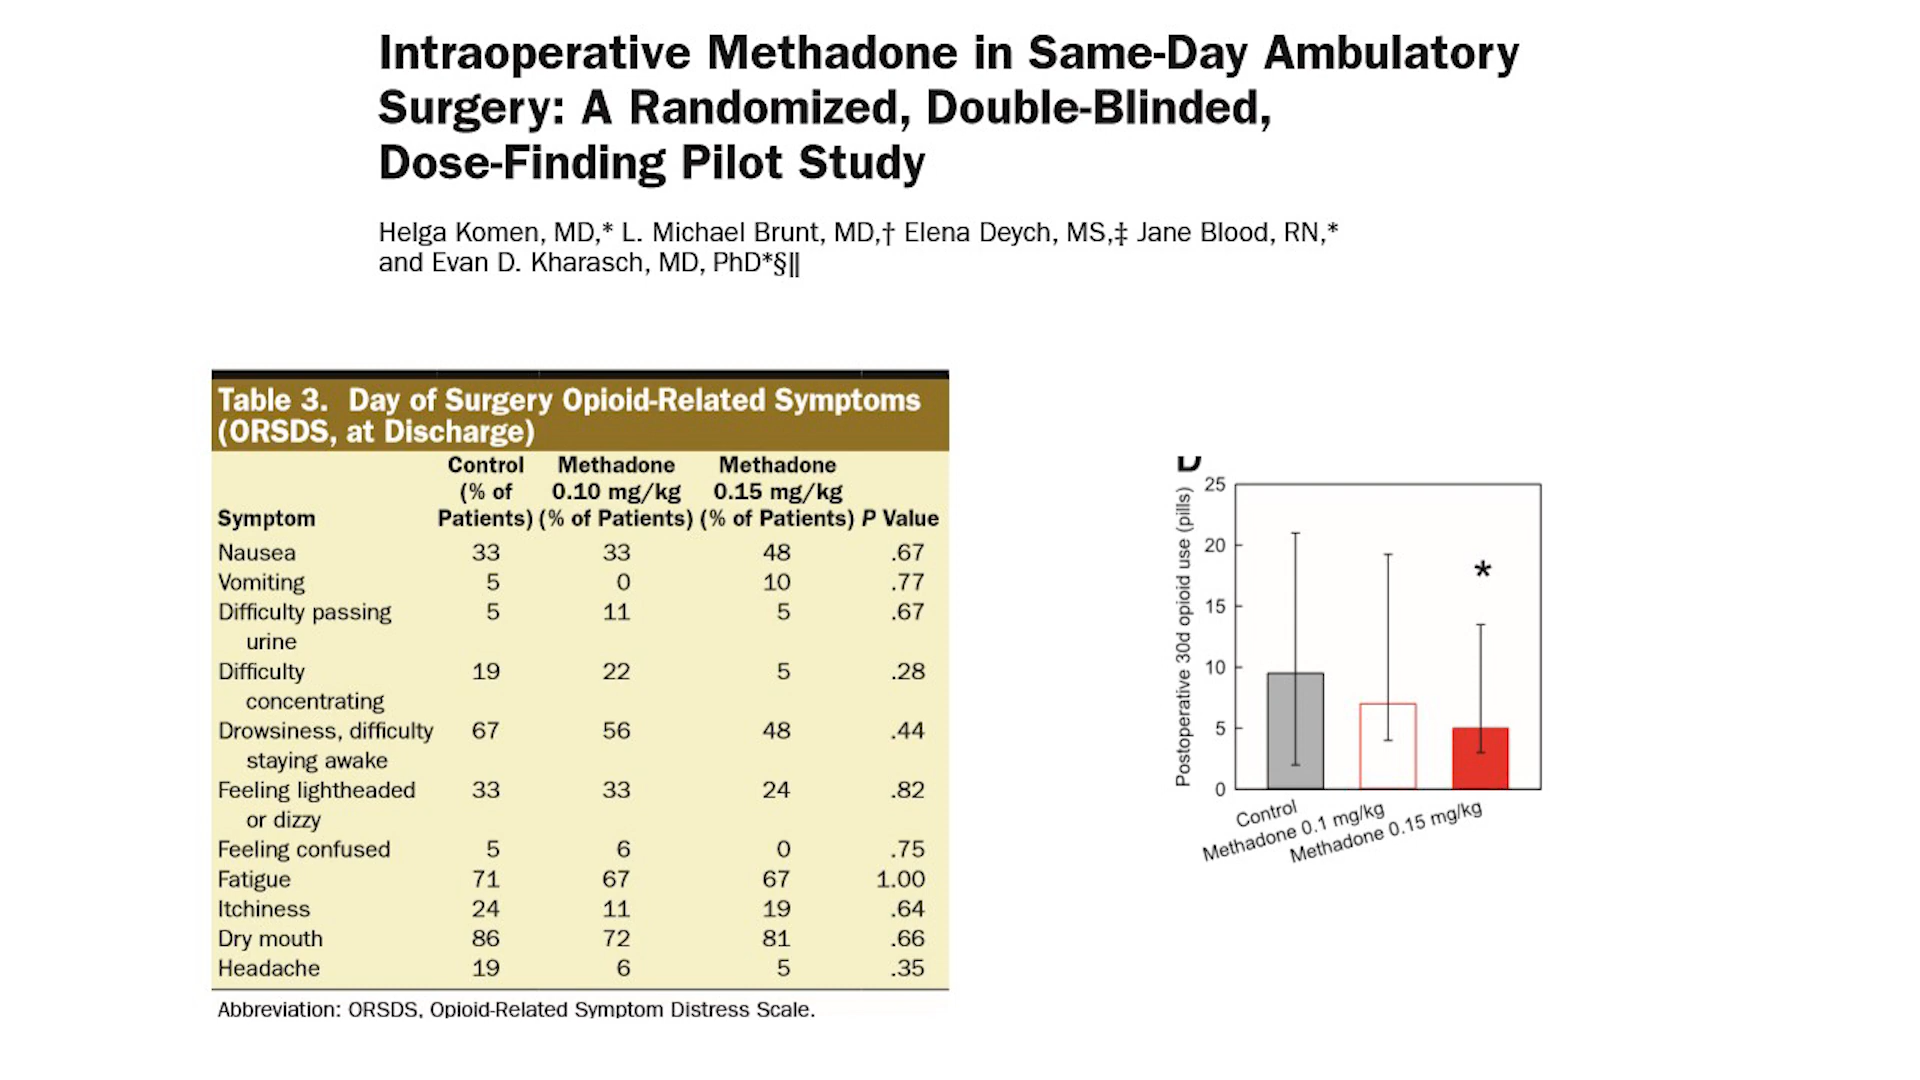 Intraoperative Methadone in Same-Day Ambulatory
Surgery: A Randomized, Double-Blinded,
Dose-Finding Pilot Study
Helga Komen, MD,* L. Michael Brunt, MD,† Elena Deych, MS,‡ Jane Blood, RN,*
and Evan D. Kharasch, MD, PhD*§‖
Table 3. Day of Surgery Opioid-Related Symptoms
(ORSDS, at Discharge)
Control Methadone Methadone
(% of 0.10 mg/kg 0.15 mg/kg
Symptom Patients) (% of Patients) (% of Patients) P Value
Nausea 33 33 48 .67
Vomiting 5 0 10 .77
Difficulty passing 5 11 5 .67
urine
Difficulty 19 22 5 .28
concentrating
Drowsiness, difficulty 67 56 48 .44
staying awake
Feeling lightheaded 33 33 24 .82
or dizzy
Feeling confused 5 6 0 .75
Fatigue 71 67 67 1.00
Itchiness 24 11 19 .64
Dry mouth 86 72 81 .66
Headache 19 6 5 .35
Abbreviation: ORSDS, Opioid-Related Symptom Distress Scale.
Postoperative 30d opioid use (pills)
25
20
15
10
5
0
*
Control
Methadone 0.1 mg/kg
Methadone 0.15 mg/kg